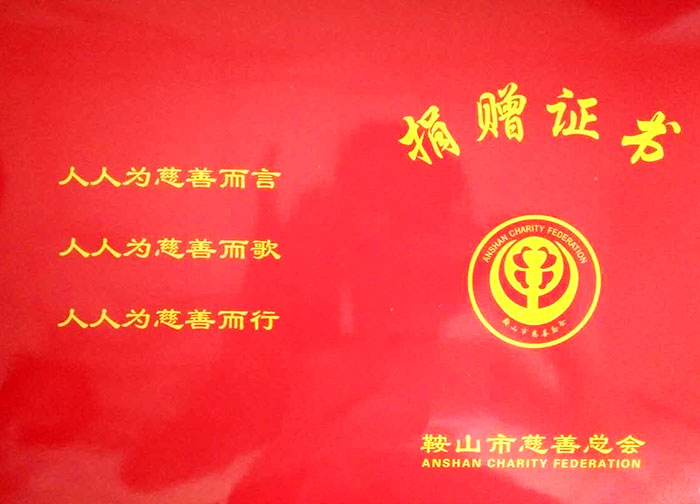 人人为慈善而言
人人为慈善而歌
人人为慈善而行
捐赠证书
ANSHAN CHARITY FEDERATION
鞍山市慈善总会
鞍山市慈善总会
ANSHAN CHARITY FEDERATION